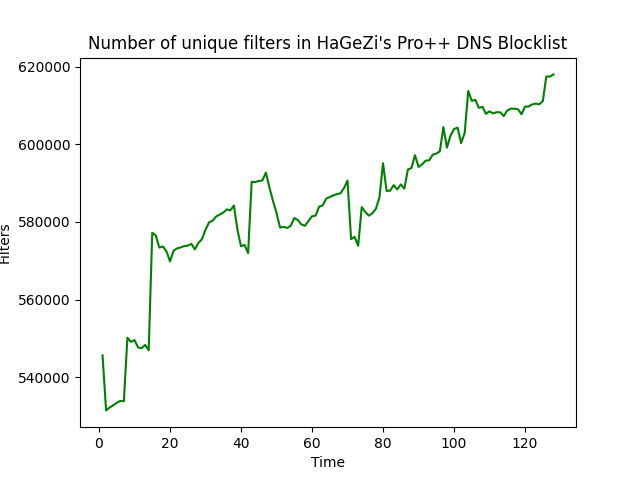 Number of unique filters in HaGeZi's Pro++ DNS Blocklist
620000
600000
580000
560000
540000
Filters
0 20 40 60 80 100 120
Time